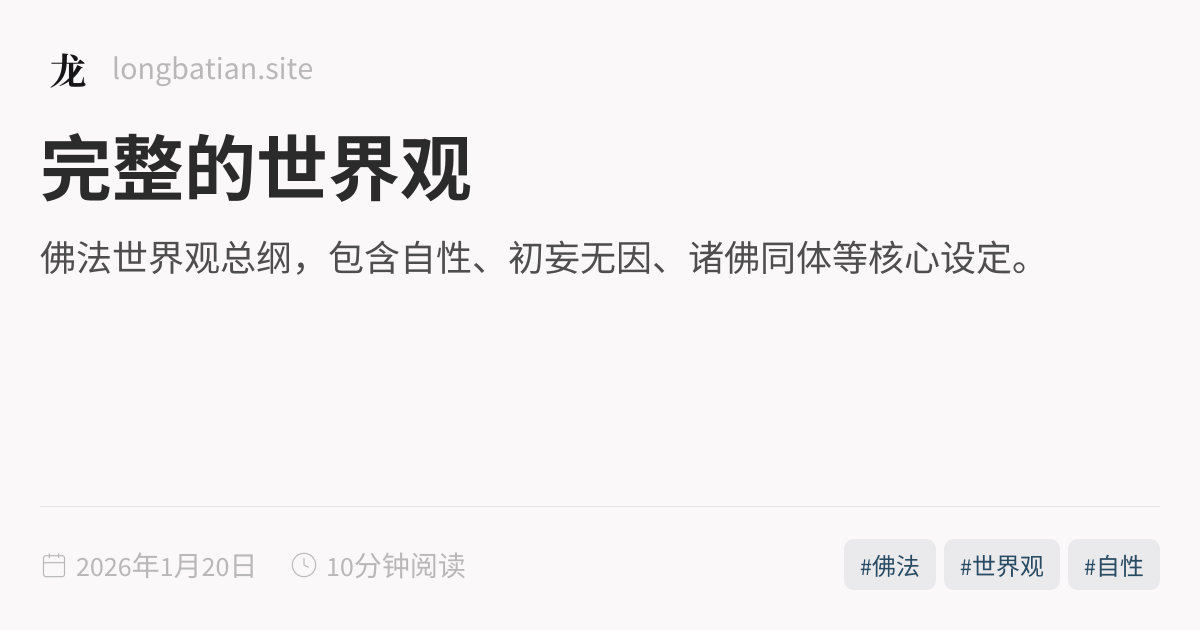 龙 longbatian.site
完整的世界观
佛法世界观总纲，包含自性、初妄无因、诸佛同体等核心设定。
2026年1月20日 10分钟阅读 #佛法 #世界观 #自性